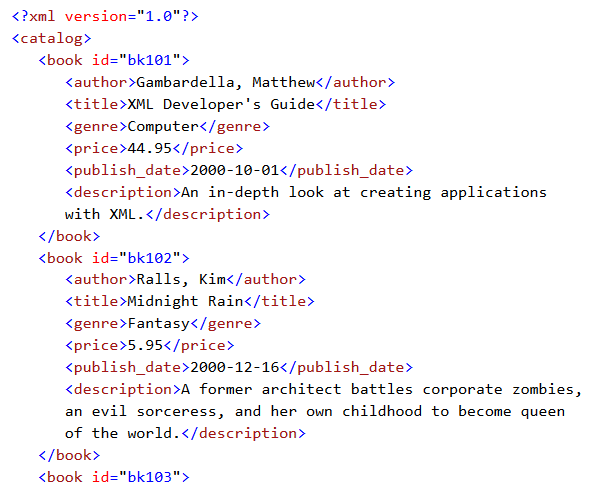 <?xml version="1.0"?>
<catalog>
   <book id="bk101">
      <author>Gambardella, Matthew</author>
      <title>XML Developer's Guide</title>
      <genre>Computer</genre>
      <price>44.95</price>
      <publish_date>2000-10-01</publish_date>
      <description>An in-depth look at creating applications
      with XML.</description>
   </book>
   <book id="bk102">
      <author>Ralls, Kim</author>
      <title>Midnight Rain</title>
      <genre>Fantasy</genre>
      <price>5.95</price>
      <publish_date>2000-12-16</publish_date>
      <description>A former architect battles corporate zombies,
      an evil sorceress, and her own childhood to become queen
      of the world.</description>
   </book>
   <book id="bk103">